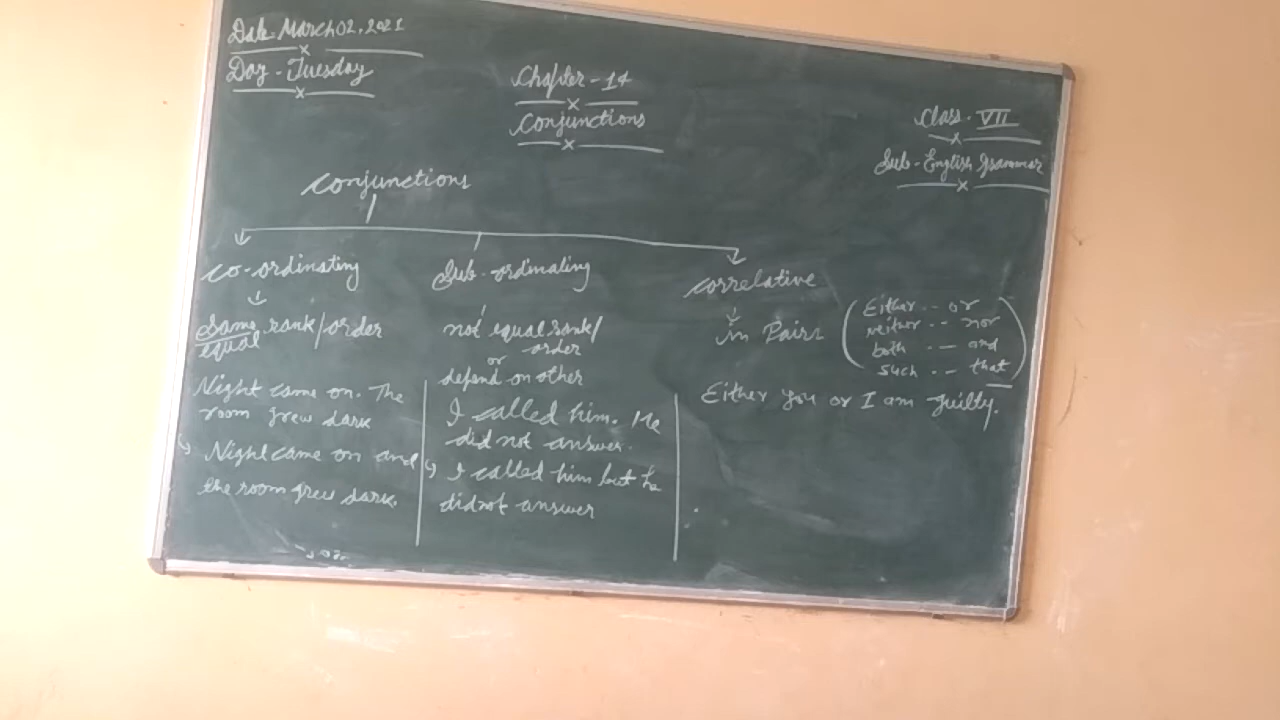 Date- March 02, 2021
Day - Tuesday
Chapter - 14
Conjunctions
Class - VII
Sub - English Grammar
Conjunctions
Co-ordinating
Same rank/order
equal
Night came on. The
room grew dark
Night came on and
the room grew dark.
Sub-ordinating
not equal rank/
or order
depend on other
I called him. He
did not answer.
I called him but he
did not answer
Correlative
in Pairs
Either -- or
neither -- nor
both -- and
such -- that
Either you or I am guilty.